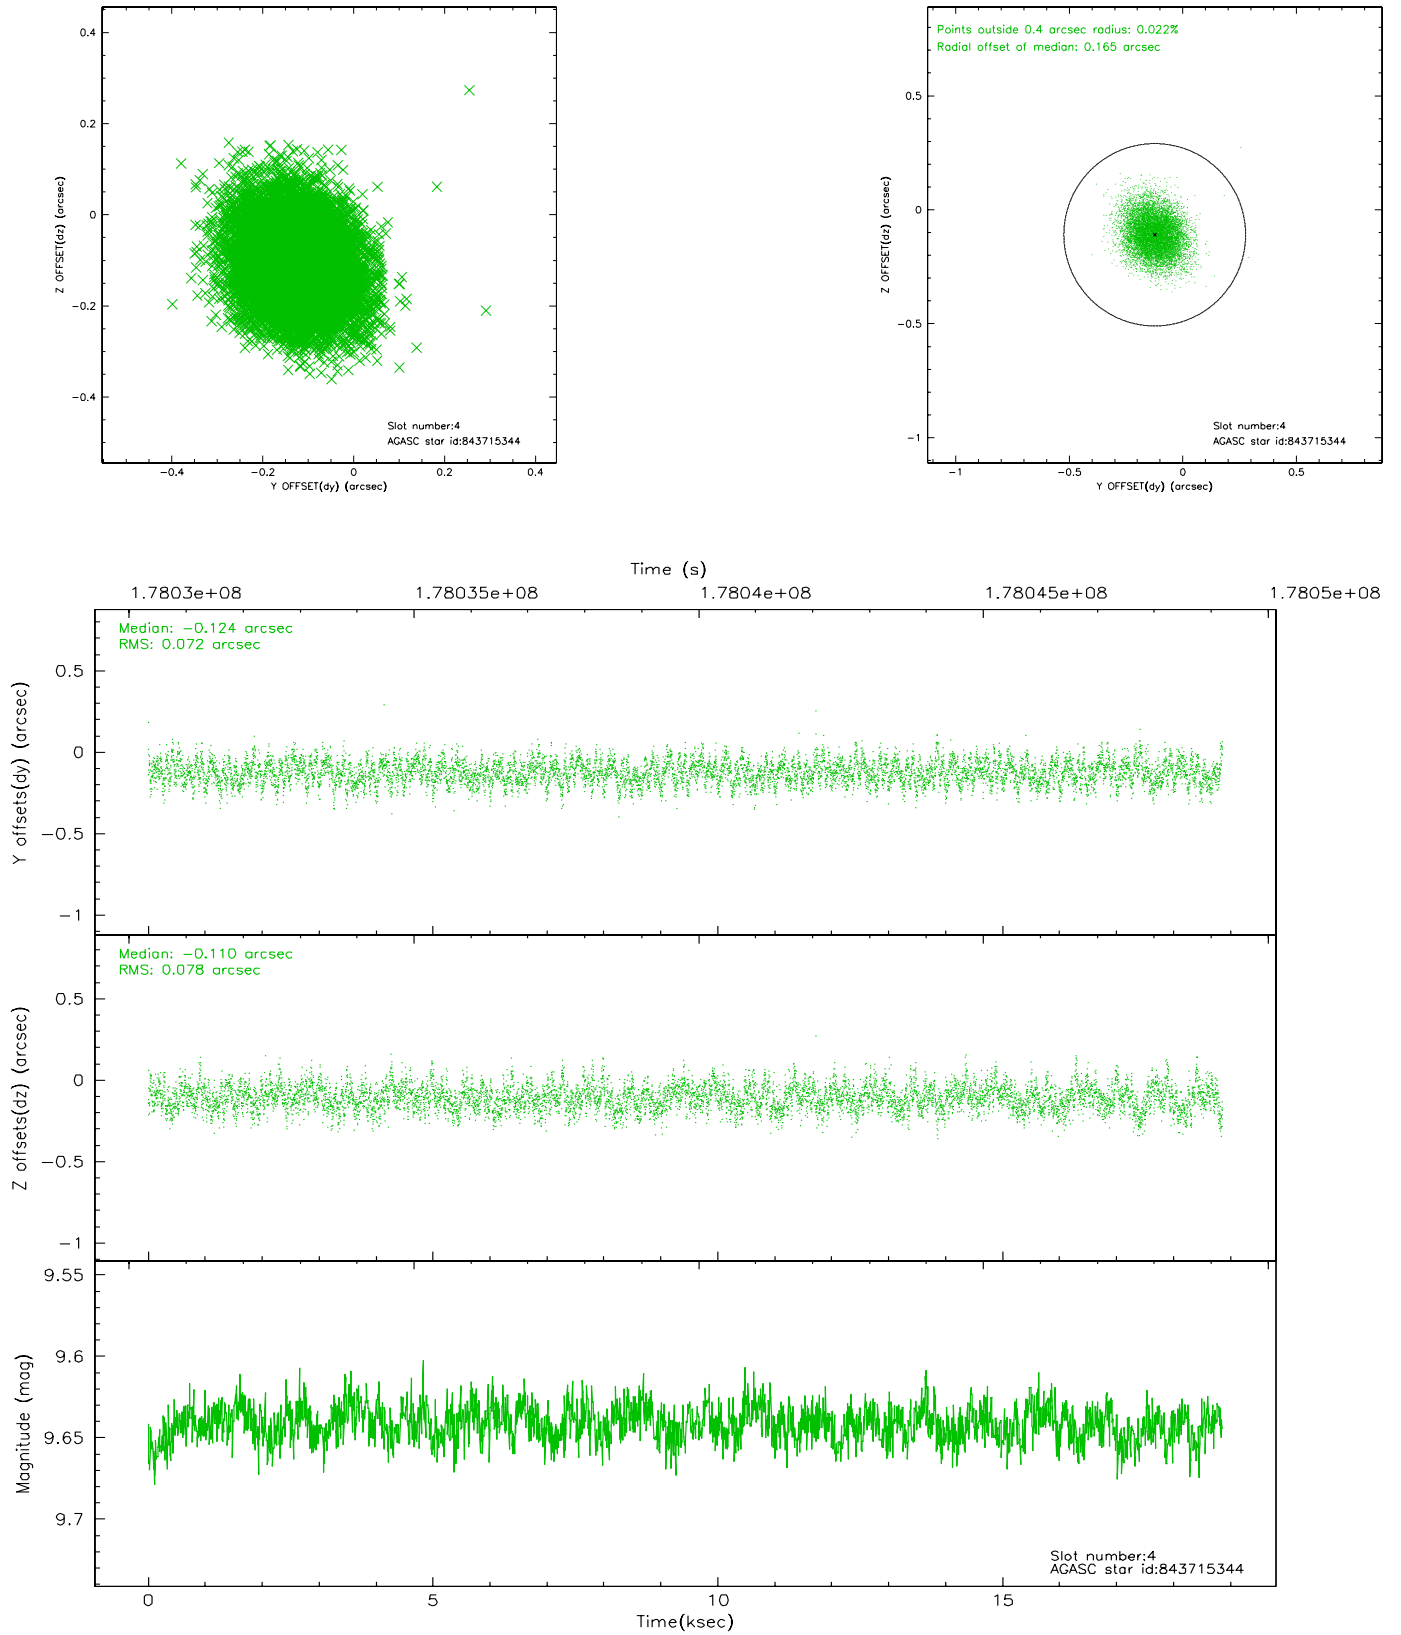 0.4
0.2
0
-0.2
-0.4
Z OFFSET(dz) (arcsec)
Slot number:4
AGASC star id:843715344
-0.4 -0.2 0 0.2 0.4
Y OFFSET(dy) (arcsec)
Points outside 0.4 arcsec radius: 0.022%
Radial offset of median: 0.165 arcsec
0.5
0
-0.5
-1
Z OFFSET(dz) (arcsec)
Slot number:4
AGASC star id:843715344
-1 -0.5 0 0.5
Y OFFSET(dy) (arcsec)
Time (s)
1.7803e+08 1.78035e+08 1.7804e+08 1.78045e+08 1.7805e+08
Median: -0.124 arcsec
RMS: 0.072 arcsec
0.5
0
-0.5
-1
Y offsets(dy) (arcsec)
Median: -0.110 arcsec
RMS: 0.078 arcsec
0.5
0
-0.5
-1
Z offsets(dz) (arcsec)
9.55
9.6
9.65
9.7
Magnitude (mag)
Slot number:4
AGASC star id:843715344
0 5 10 15
Time(ksec)